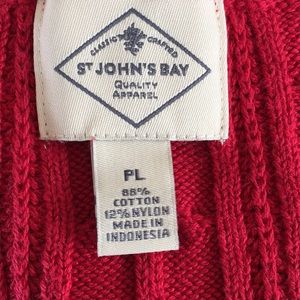 CLASSIC CRAFTED
ST JOHN'S BAY
QUALITY
APPAREL
PL
88%
COTTON
12% NYLON
MADE IN
INDONESIA